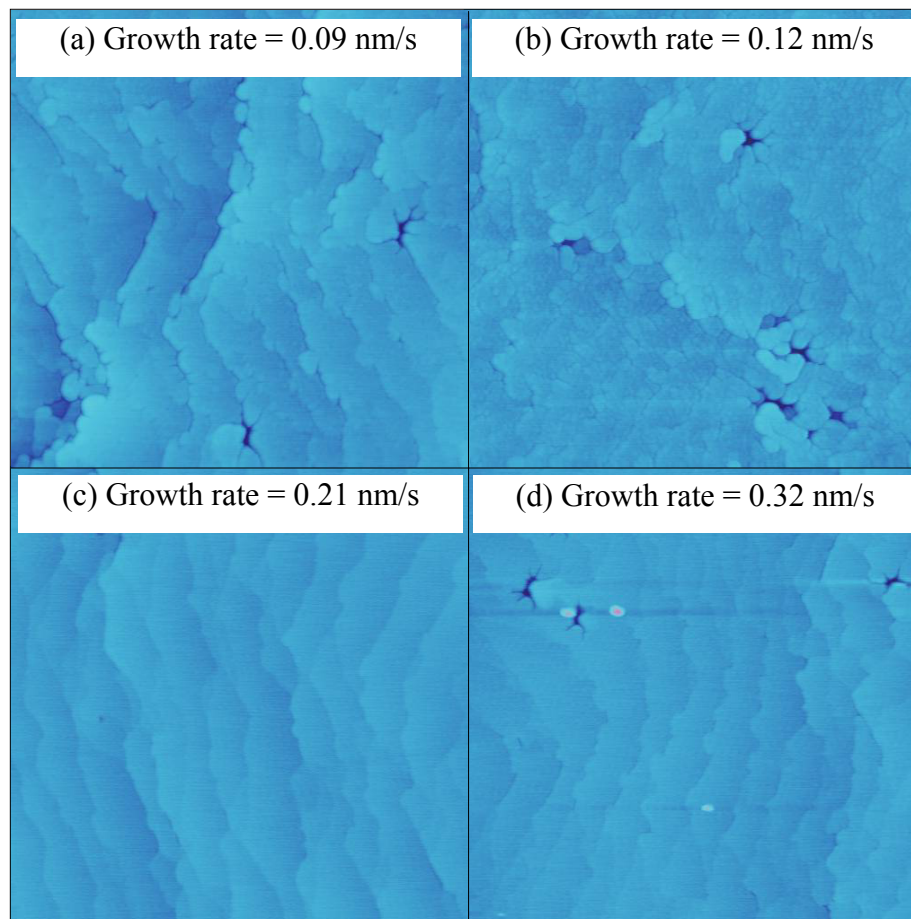 (a) Growth rate = 0.09 nm/s
(b) Growth rate = 0.12 nm/s
(c) Growth rate = 0.21 nm/s
(d) Growth rate = 0.32 nm/s